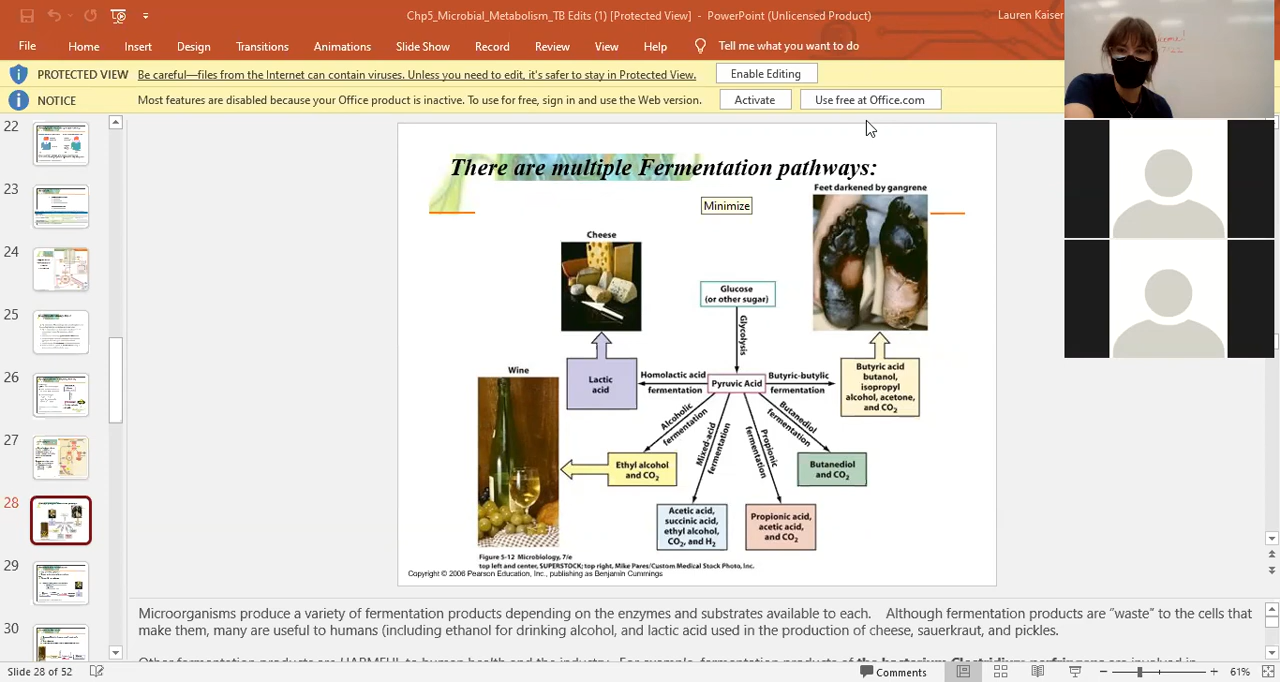 Chp5_Microbial_Metabolism_TB Edits (1) [Protected View] - PowerPoint (Unlicensed Product)
Lauren Kaiser
File Home Insert Design Transitions Animations Slide Show Record Review View Help Tell me what you want to do
PROTECTED VIEW Be careful—files from the Internet can contain viruses. Unless you need to edit, it's safer to stay in Protected View. Enable Editing
NOTICE Most features are disabled because your Office product is inactive. To use for free, sign in and use the Web version. Activate Use free at Office.com
22
23
24
25
26
27
28
29
30
There are multiple Fermentation pathways:
Feet darkened by gangrene
Minimize
Cheese
Glucose
(or other sugar)
Glycolysis
Wine
Lactic
acid
Homolactic acid
fermentation
Pyruvic Acid
Butyric-butylic
fermentation
Butyric acid
butanol,
isopropyl
alcohol, acetone,
and CO2
Alcoholic
fermentation
Mixed-acid
fermentation
Propionic
fermentation
Butanediol
fermentation
Ethyl alcohol
and CO2
Butanediol
and CO2
Acetic acid,
succinic acid,
ethyl alcohol,
CO2, and H2
Propionic acid,
acetic acid,
and CO2
Figure 5-12 Microbiology, 7/e
top left and center, SUPERSTOCK; top right, Mike Pares/Custom Medical Stock Photo, Inc.
Copyright © 2006 Pearson Education, Inc., publishing as Benjamin Cummings
Microorganisms produce a variety of fermentation products depending on the enzymes and substrates available to each. Although fermentation products are "waste" to the cells that
make them, many are useful to humans (including ethanol for drinking alcohol, and lactic acid used in the production of cheese, sauerkraut, and pickles.
Slide 28 of 52
Comments
61%